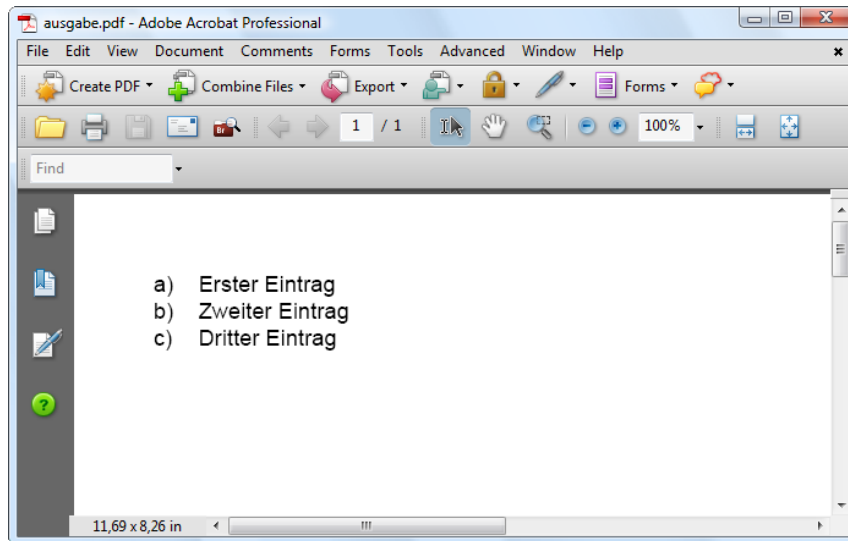 ausgabe.pdf - Adobe Acrobat Professional
File Edit View Document Comments Forms Tools Advanced Window Help
Create PDF Combine Files Export Forms
1 / 1 100%
Find
a) Erster Eintrag
b) Zweiter Eintrag
c) Dritter Eintrag
11,69 x 8,26 in